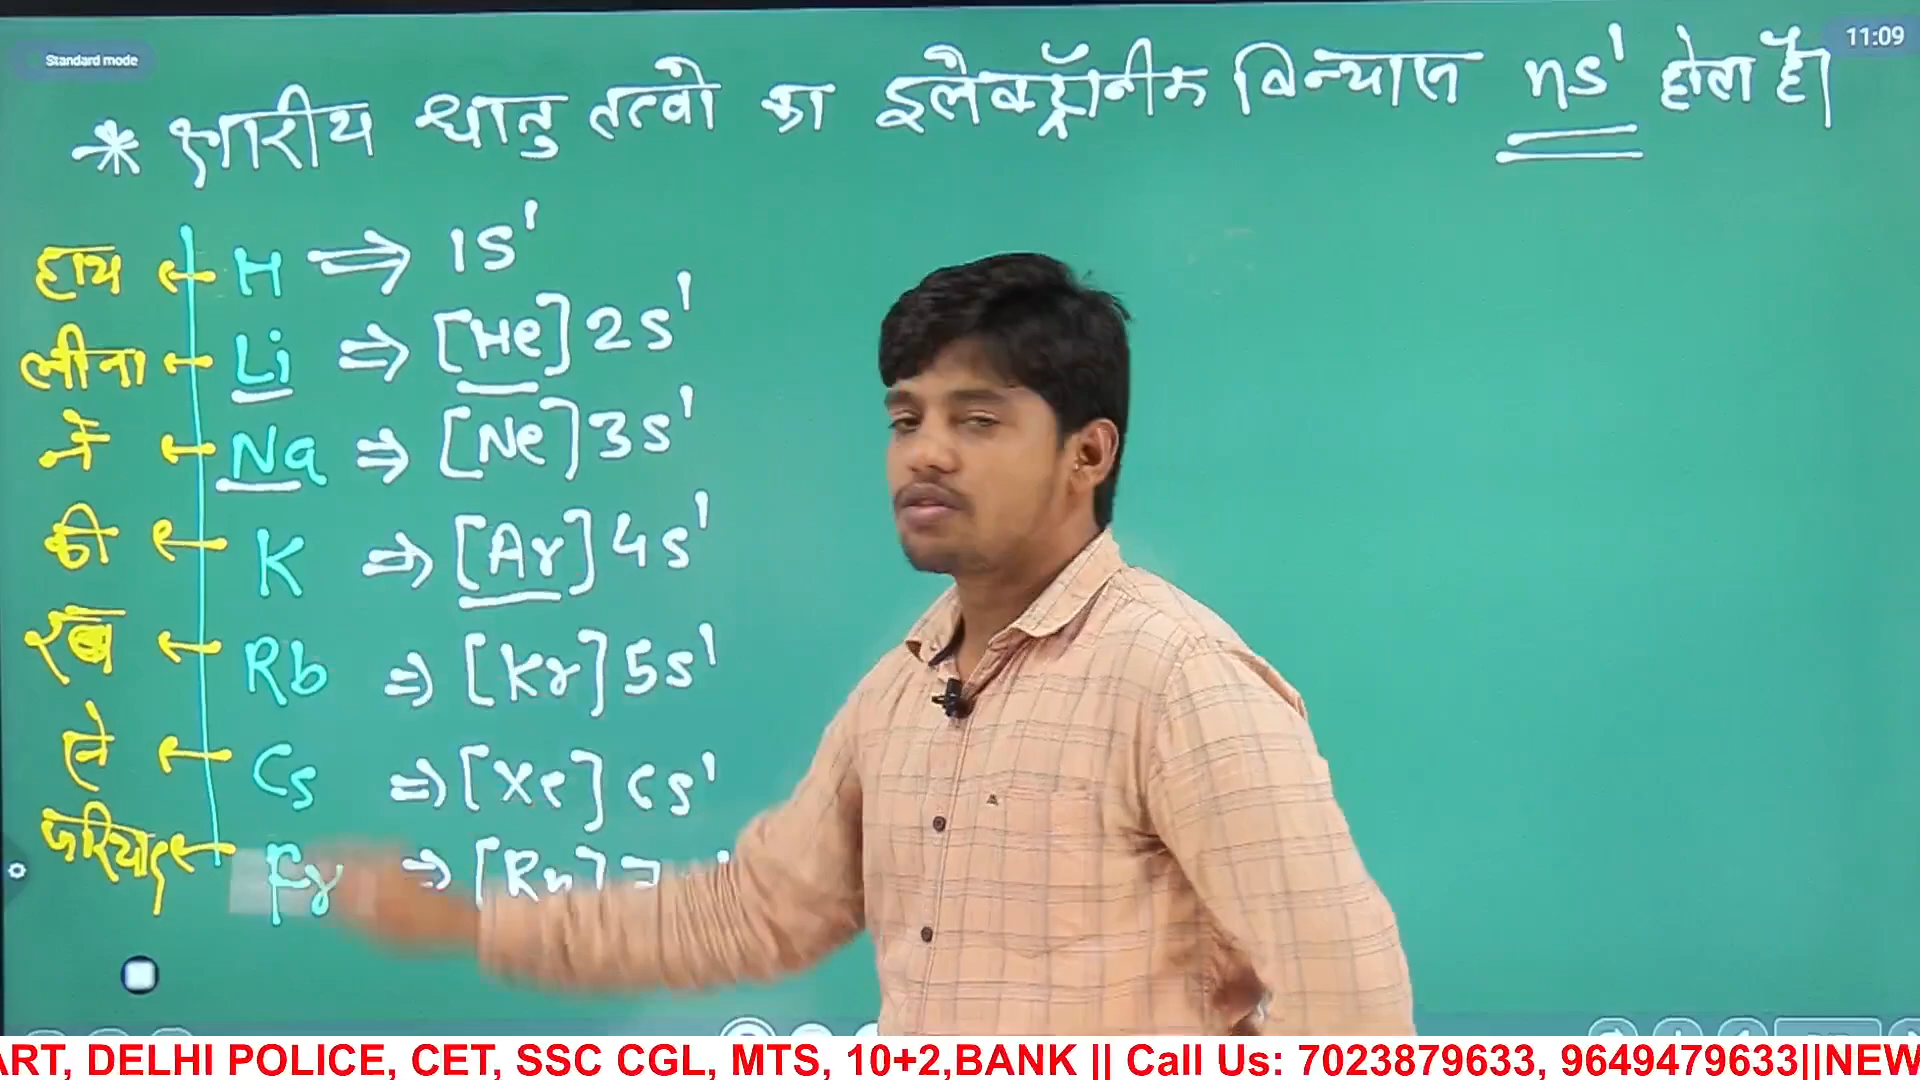 Standard mode
11:09
* क्षारीय धातु तत्वो का इलैक्ट्रॉनीक विन्यास ns¹ होता है।
हाय ← H ⇒ 1S¹
लीना ← Li ⇒ [He] 2S¹
ने ← Na ⇒ [Ne] 3S¹
की ← K ⇒ [Ar] 4S¹
रब ← Rb ⇒ [Kr] 5S¹
से ← Cs ⇒ [Xe] 6S¹
फरियाद ← Fr ⇒ [Rn]
ART, DELHI POLICE, CET, SSC CGL, MTS, 10+2,BANK || Call Us: 7023879633, 9649479633||NEW